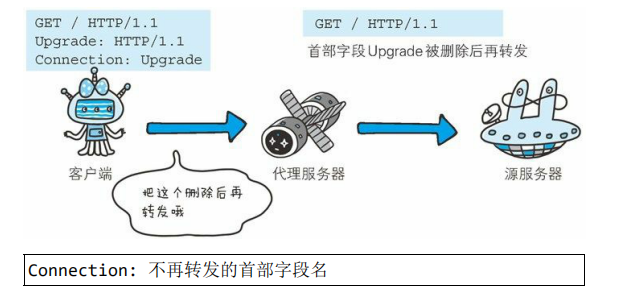 GET / HTTP/1.1
Upgrade: HTTP/1.1
Connection: Upgrade
GET / HTTP/1.1
首部字段Upgrade被删除后再转发
客户端
代理服务器
源服务器
把这个删除后再
转发哦
Connection: 不再转发的首部字段名